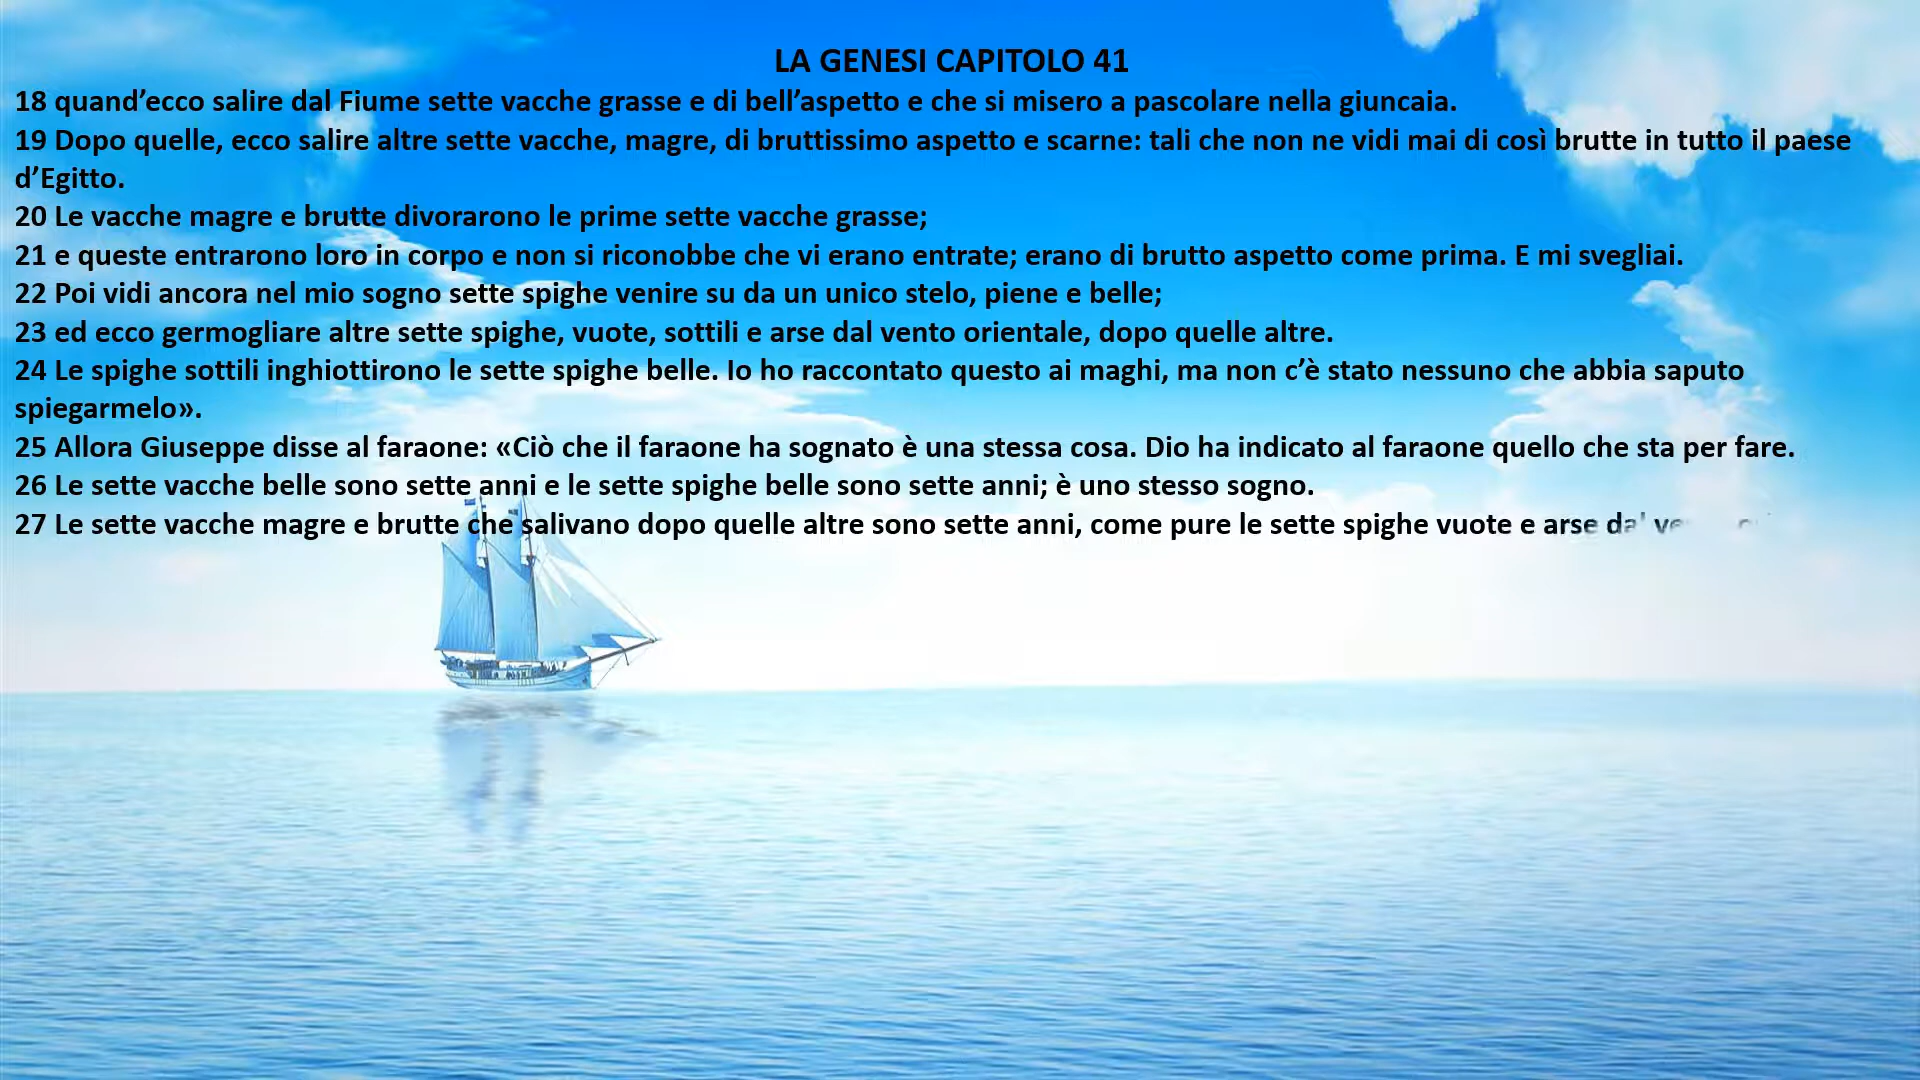 LA GENESI CAPITOLO 41
18 quand’ecco salire dal Fiume sette vacche grasse e di bell’aspetto e che si misero a pascolare nella giuncaia.
19 Dopo quelle, ecco salire altre sette vacche, magre, di bruttissimo aspetto e scarne: tali che non ne vidi mai di così brutte in tutto il paese
d’Egitto.
20 Le vacche magre e brutte divorarono le prime sette vacche grasse;
21 e queste entrarono loro in corpo e non si riconobbe che vi erano entrate; erano di brutto aspetto come prima. E mi svegliai.
22 Poi vidi ancora nel mio sogno sette spighe venire su da un unico stelo, piene e belle;
23 ed ecco germogliare altre sette spighe, vuote, sottili e arse dal vento orientale, dopo quelle altre.
24 Le spighe sottili inghiottirono le sette spighe belle. Io ho raccontato questo ai maghi, ma non c’è stato nessuno che abbia saputo
spiegarmelo».
25 Allora Giuseppe disse al faraone: «Ciò che il faraone ha sognato è una stessa cosa. Dio ha indicato al faraone quello che sta per fare.
26 Le sette vacche belle sono sette anni e le sette spighe belle sono sette anni; è uno stesso sogno.
27 Le sette vacche magre e brutte che salivano dopo quelle altre sono sette anni, come pure le sette spighe vuote e arse